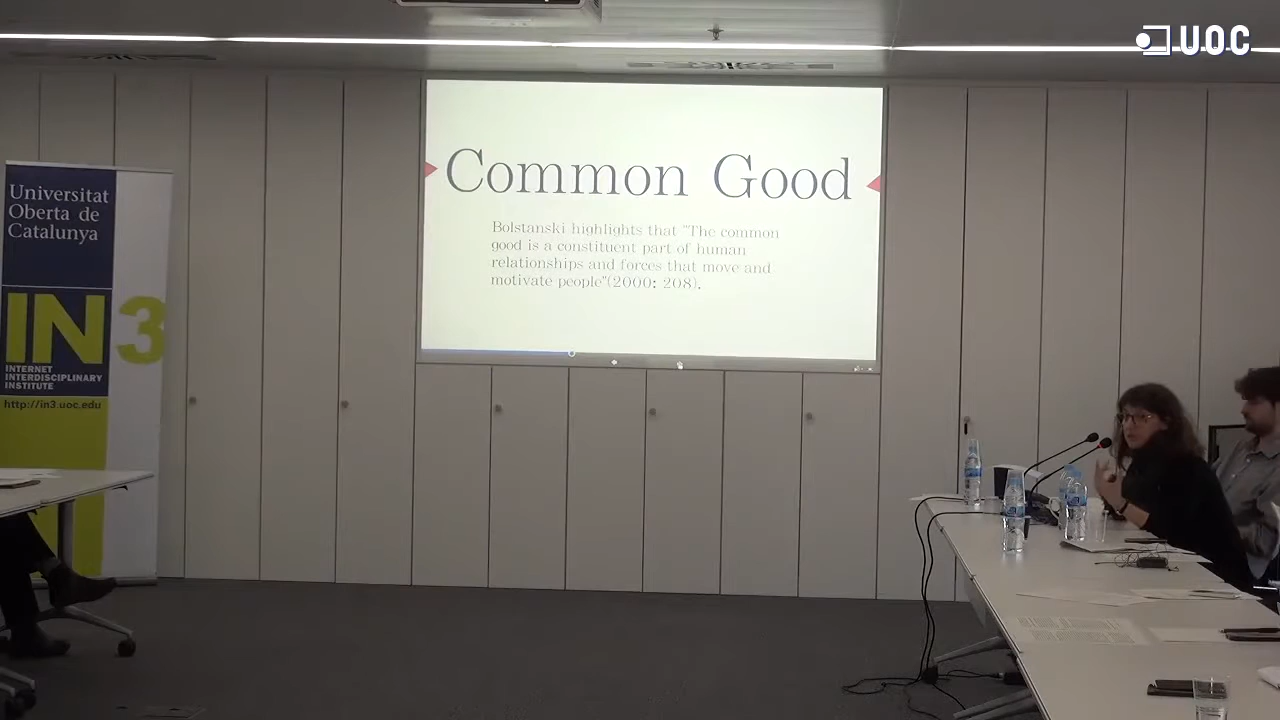 UOC
Common Good
Bolstanski highlights that "The common
good is a constituent part of human
relationships and forces that move and
motivate people"(2000: 208).
Universitat
Oberta de
Catalunya
IN3
INTERNET
INTERDISCIPLINARY
INSTITUTE
http://in3.uoc.edu